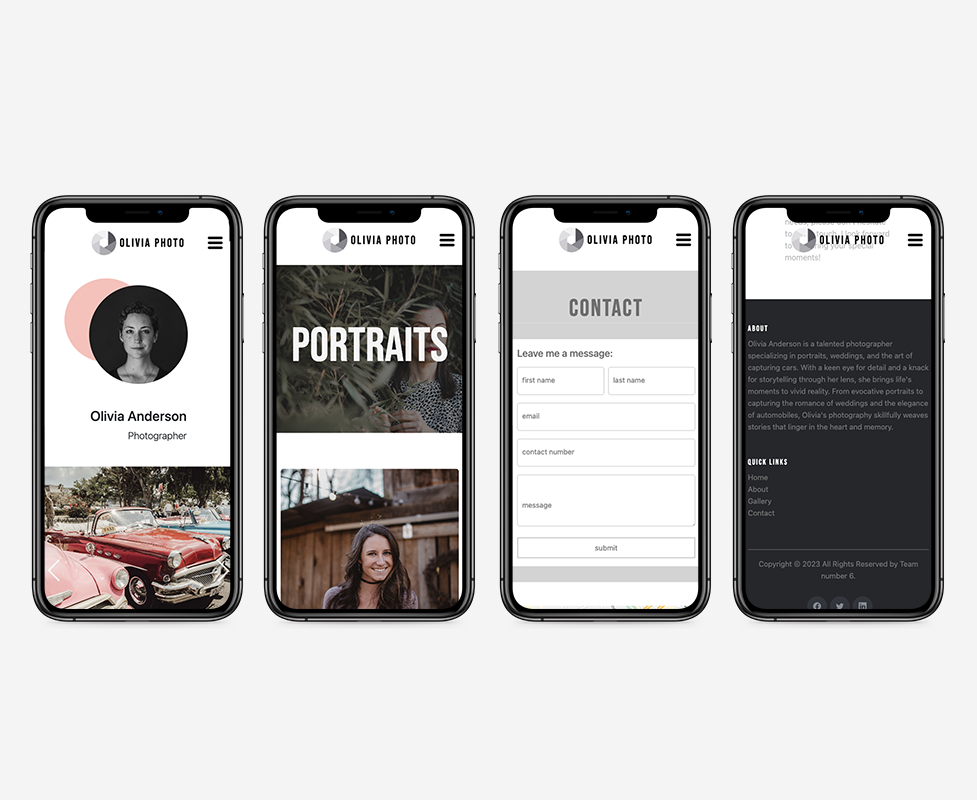 OLIVIA PHOTO
Olivia Anderson
Photographer
OLIVIA PHOTO
PORTRAITS
OLIVIA PHOTO
CONTACT
Leave me a message:
first name
last name
email
contact number
message
submit
OLIVIA PHOTO
touch. I look forward
your special
moments!
ABOUT
Olivia Anderson is a talented photographer
specializing in portraits, weddings, and the art of
capturing cars. With a keen eye for detail and a knack
for storytelling through her lens, she brings life's
moments to vivid reality. From evocative portraits to
capturing the romance of weddings and the elegance
of automobiles, Olivia's photography skillfully weaves
stories that linger in the heart and memory.
QUICK LINKS
Home
About
Gallery
Contact
Copyright © 2023 All Rights Reserved by Team
number 6.